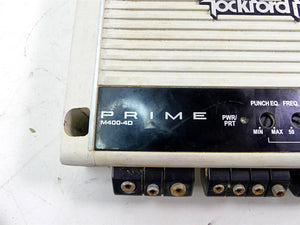 Rockford
PRIME
M400-4D
PWR/
PRT
PUNCH EQ. FREQ.
MIN MAX 50